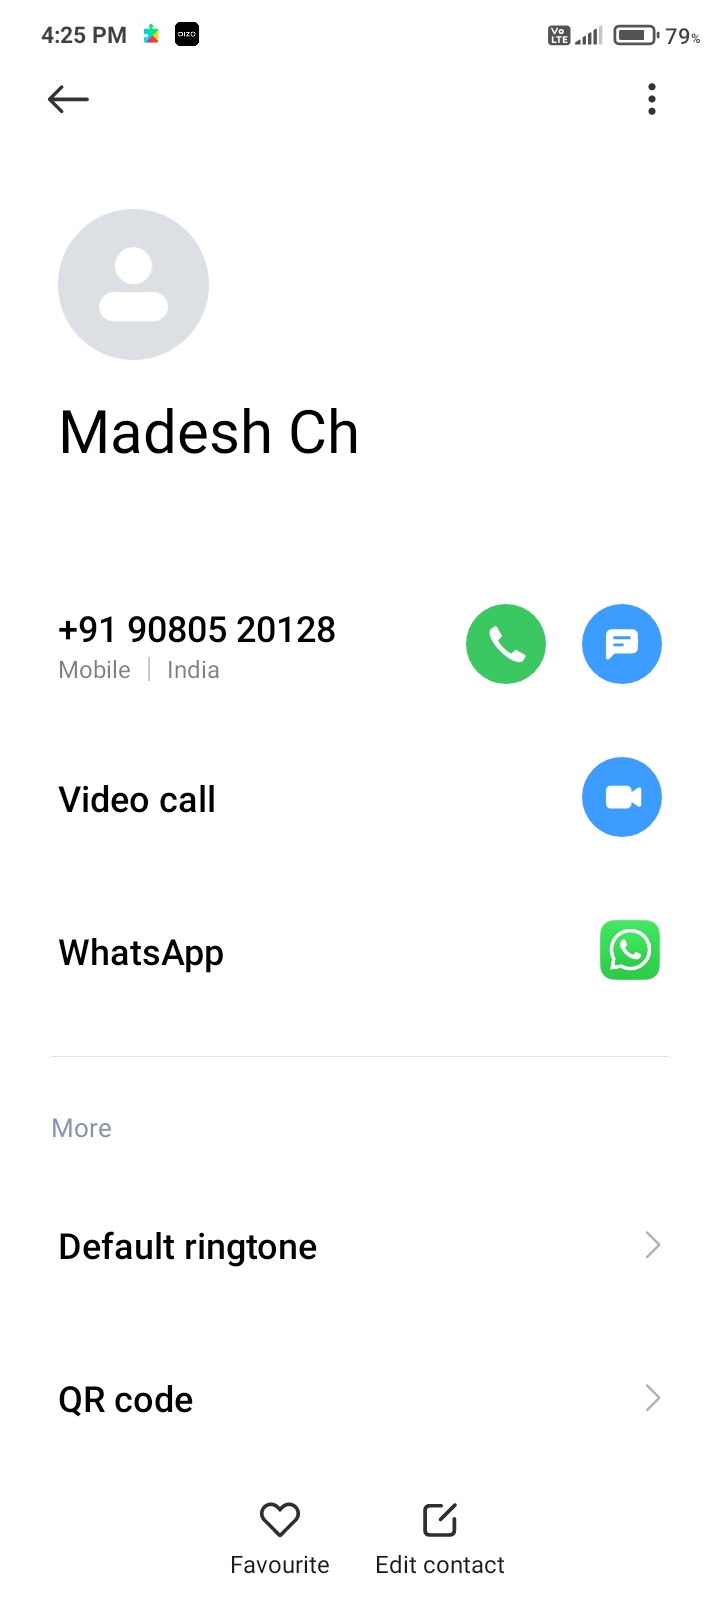 4:25 PM DIZO Vo LTE 79%
Madesh Ch
+91 90805 20128
Mobile | India
Video call
WhatsApp
More
Default ringtone
QR code
Favourite Edit contact